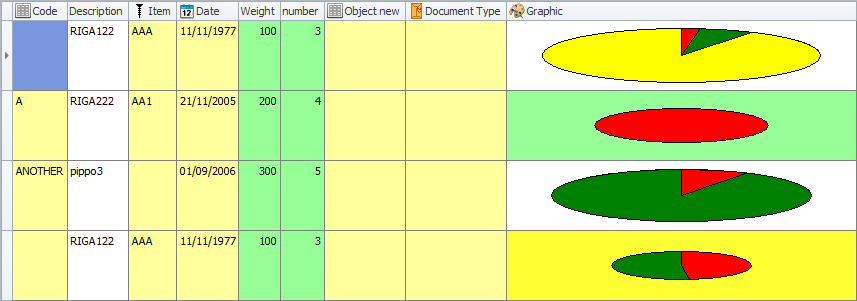 Code Description Item 12 Date Weight number Object new Document Type Graphic
RIGA122 AAA 11/11/1977 100 3
A RIGA222 AA1 21/11/2005 200 4
ANOTHER pippo3 01/09/2006 300 5
RIGA122 AAA 11/11/1977 100 3